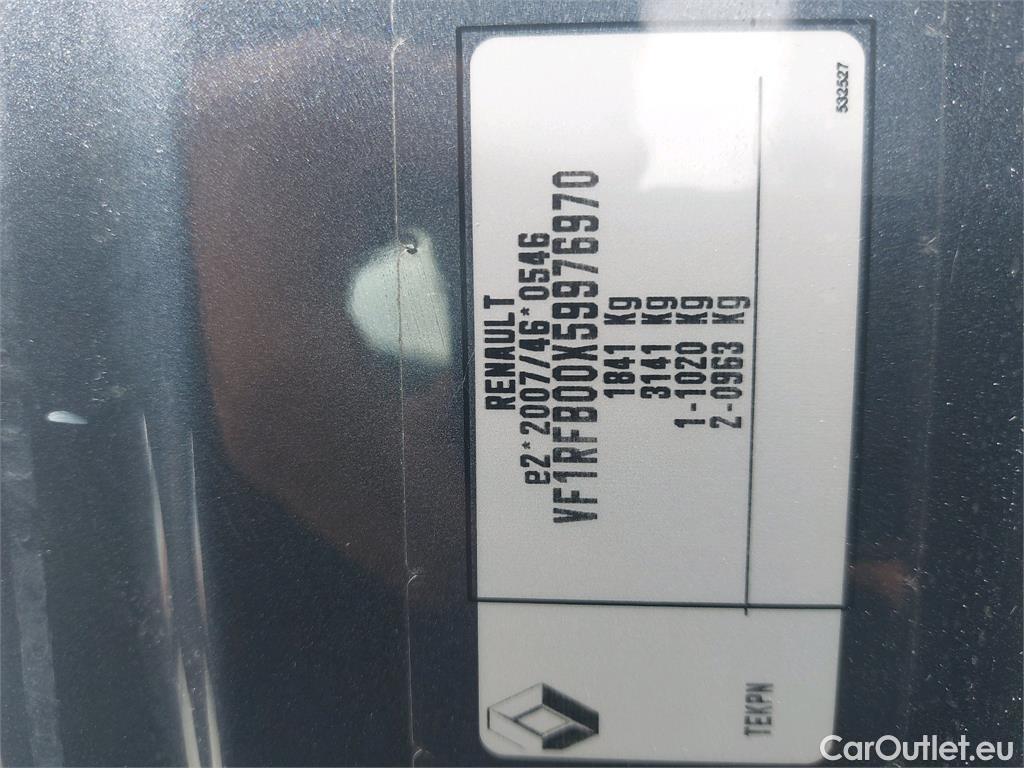 RENAULT
e2*2007/46*0546
VF1RFB00X59976970
1841 Kg
3141 Kg
1-1020 Kg
2-0963 Kg
532527
TEKPN
CarOutlet.eu